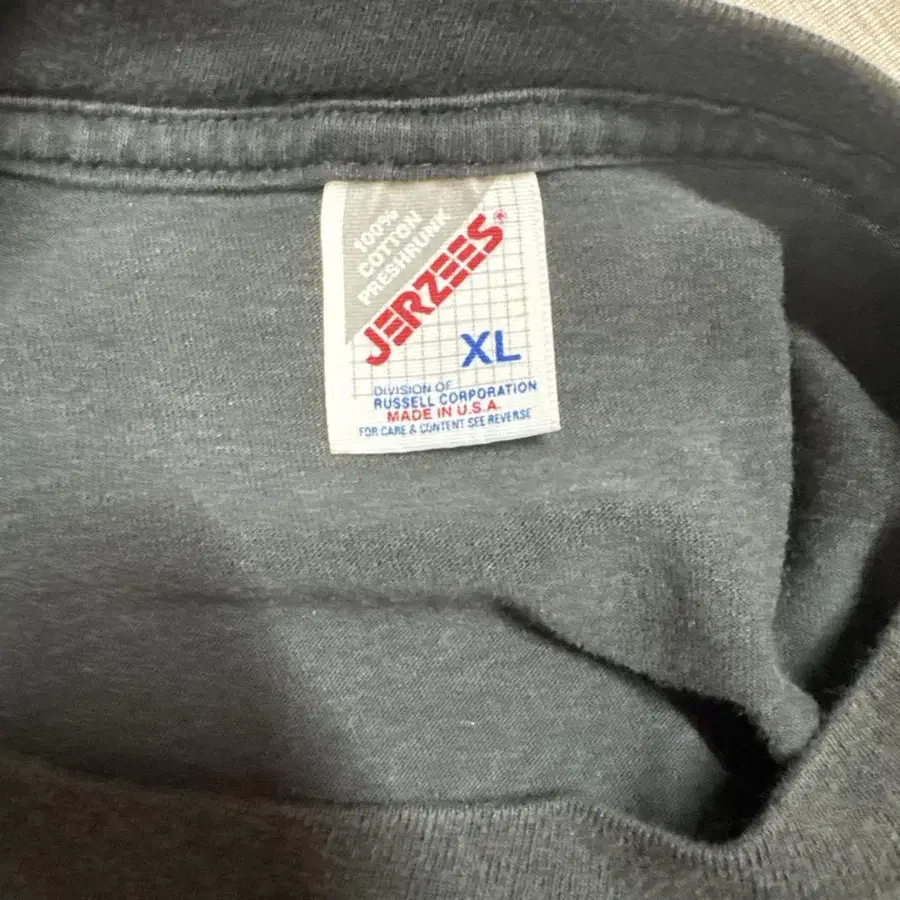 100%
COTTON
PRESHRUNK
JERZEES®
XL
DIVISION OF
RUSSELL CORPORATION
MADE IN U.S.A.
FOR CARE & CONTENT SEE REVERSE